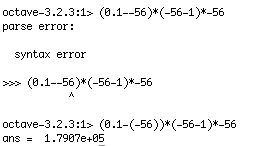 octave-3.2.3:1> (0.1--56)*(-56-1)*-56
parse error:
syntax error
>>> (0.1--56)*(-56-1)*-56
^
octave-3.2.3:1> (0.1-(-56))*(-56-1)*-56
ans = 1.7907e+05